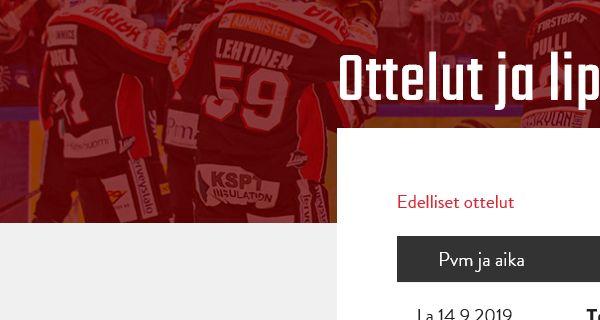 ADMINISTER
LEHTINEN
59
KSPT
INSULATION
FIRSTBEAT
PULLI
Ottelut ja lip
Edelliset ottelut
Pvm ja aika
La 14.9.2019